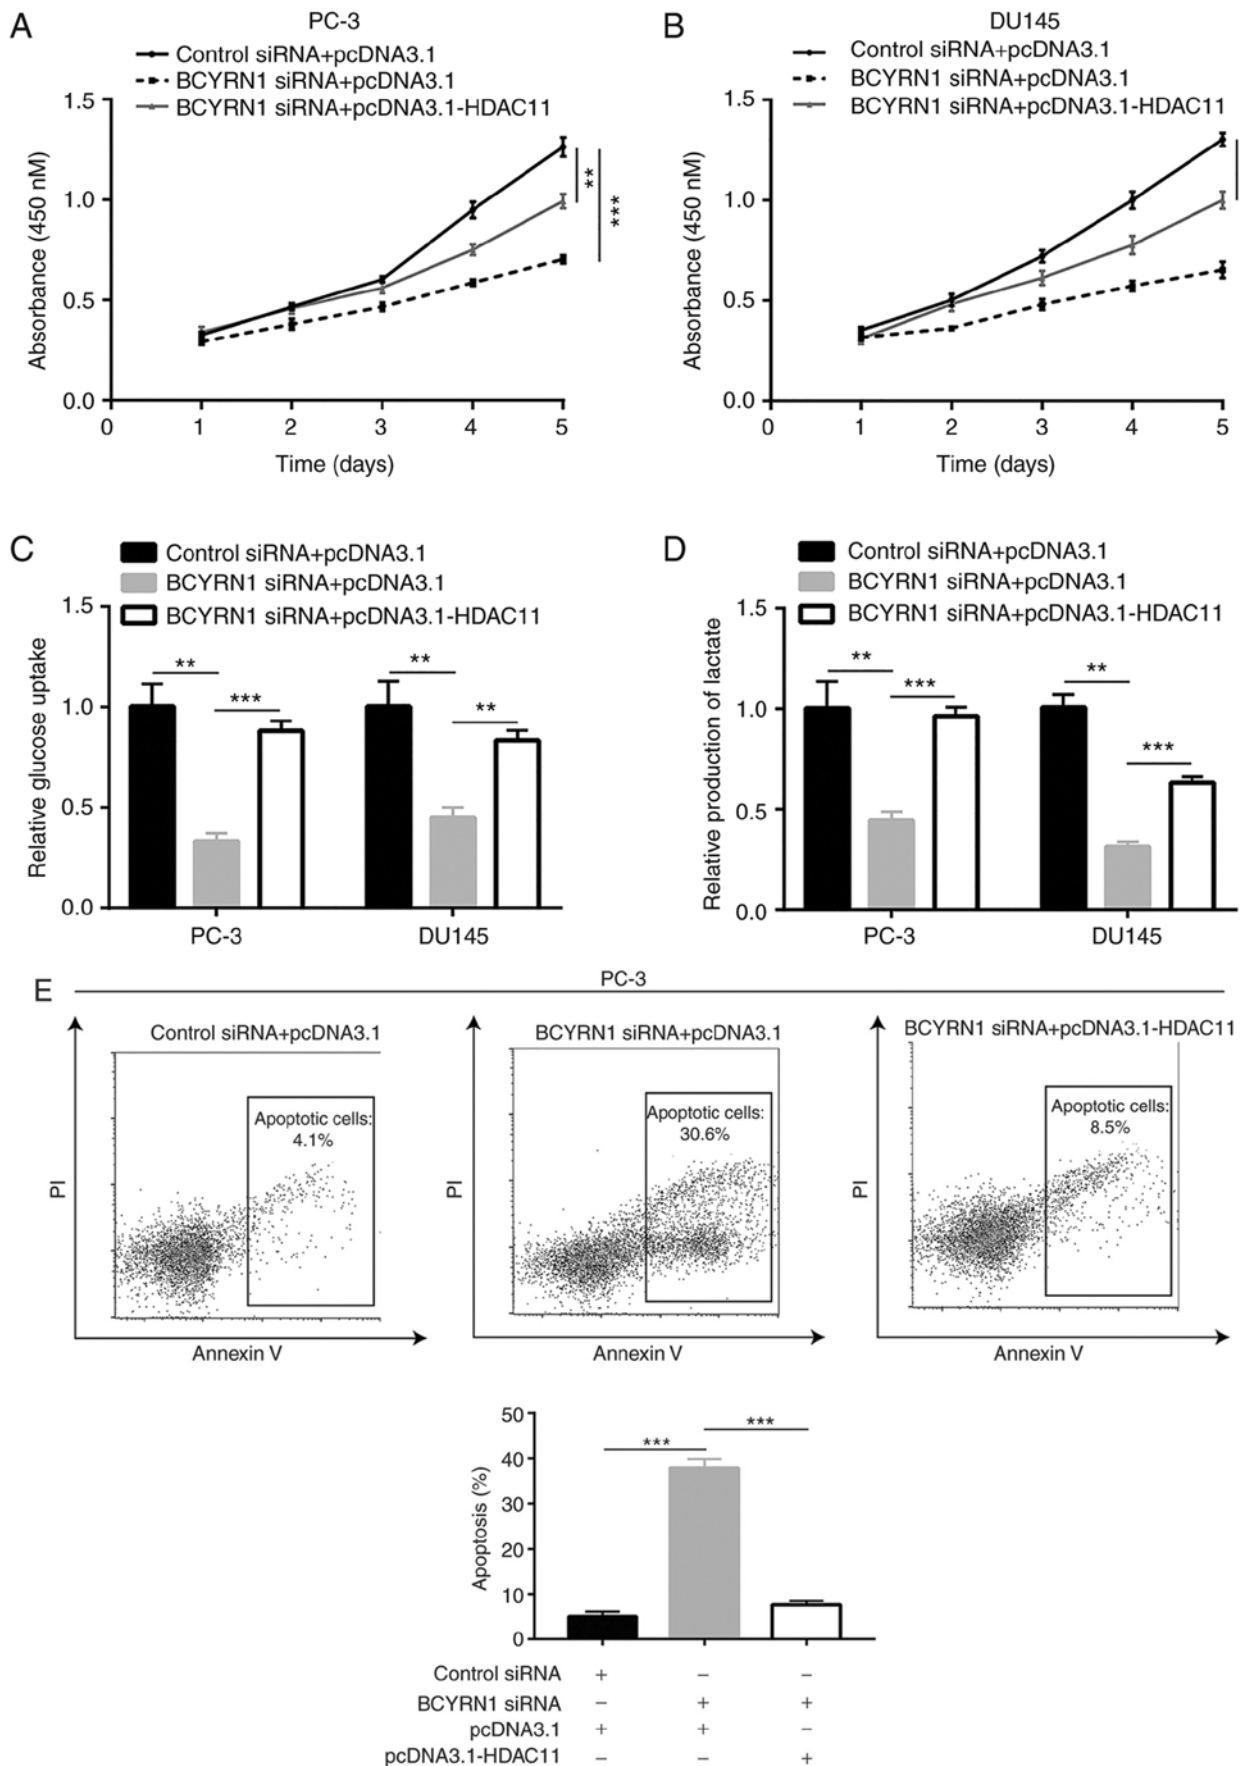 A
PC-3
Control siRNA+pcDNA3.1
BCYRN1 siRNA+pcDNA3.1
BCYRN1 siRNA+pcDNA3.1-HDAC11
1.5
1.0
0.5
0.0
Absorbance (450 nM)
**
***
0 1 2 3 4 5
Time (days)
B
DU145
Control siRNA+pcDNA3.1
BCYRN1 siRNA+pcDNA3.1
BCYRN1 siRNA+pcDNA3.1-HDAC11
1.5
1.0
0.5
0.0
Absorbance (450 nM)
0 1 2 3 4 5
Time (days)
C
Control siRNA+pcDNA3.1
BCYRN1 siRNA+pcDNA3.1
BCYRN1 siRNA+pcDNA3.1-HDAC11
1.5
1.0
0.5
0.0
Relative glucose uptake
** ***
** **
PC-3 DU145
D
Control siRNA+pcDNA3.1
BCYRN1 siRNA+pcDNA3.1
BCYRN1 siRNA+pcDNA3.1-HDAC11
1.5
1.0
0.5
0.0
Relative production of lactate
** ***
** ***
PC-3 DU145
E
PC-3
Control siRNA+pcDNA3.1
Apoptotic cells:
4.1%
PI
Annexin V
BCYRN1 siRNA+pcDNA3.1
Apoptotic cells:
30.6%
PI
Annexin V
BCYRN1 siRNA+pcDNA3.1-HDAC11
Apoptotic cells:
8.5%
PI
Annexin V
50
40
30
20
10
0
Apoptosis (%)
*** ***
Control siRNA + − −
BCYRN1 siRNA − + +
pcDNA3.1 + + −
pcDNA3.1-HDAC11 − − +